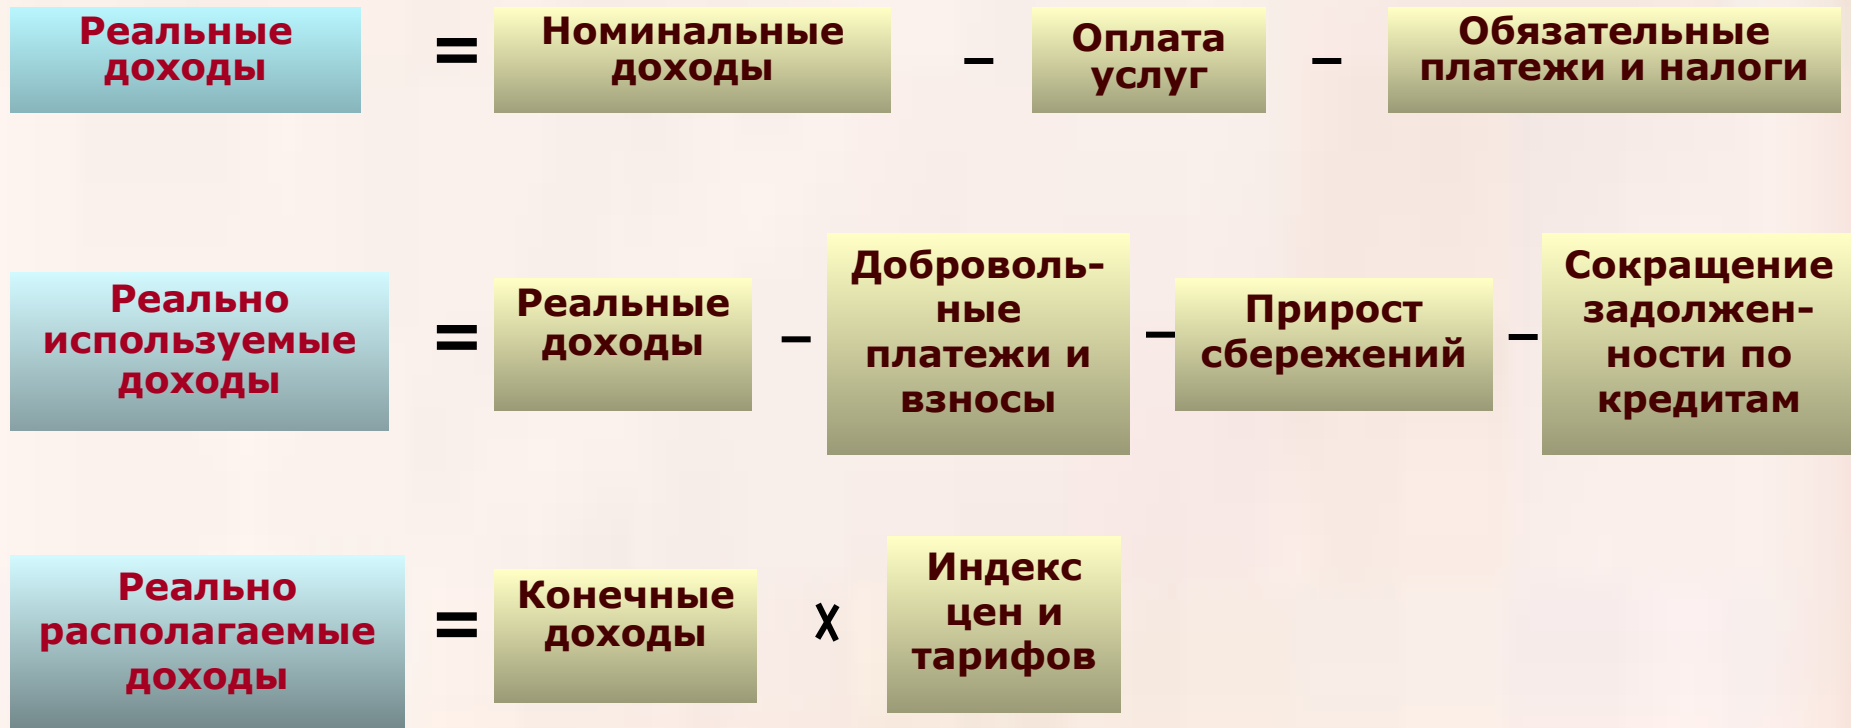 Реальные
доходы
=
Номинальные
доходы
–
Оплата
услуг
–
Обязательные
платежи и налоги
Реально
используемые
доходы
=
Реальные
доходы
–
Доброволь-
ные
платежи и
взносы
–
Прирост
сбережений
–
Сокращение
задолжен-
ности по
кредитам
Реально
располагаемые
доходы
=
Конечные
доходы
х
Индекс
цен и
тарифов